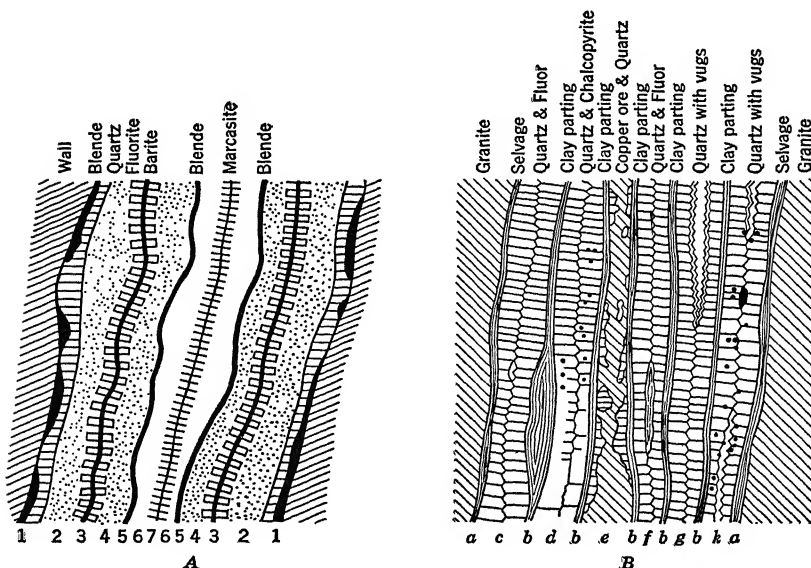 Wall
Blende
Quartz
Fluorite
Barite
Blende
Marcasite
Blende
Granite
Selvage
Quartz & Fluor
Clay parting
Quartz & Chalcopyrite
Clay parting
Copper ore & Quartz
Clay parting
Quartz & Fluor
Clay parting
Quartz with vugs
Clay parting
Quartz with vugs
Selvage
Granite
1 2 3 4 5 6 7 6 5 4 3 2 1
a c b d b e b f b g b k a
A
B